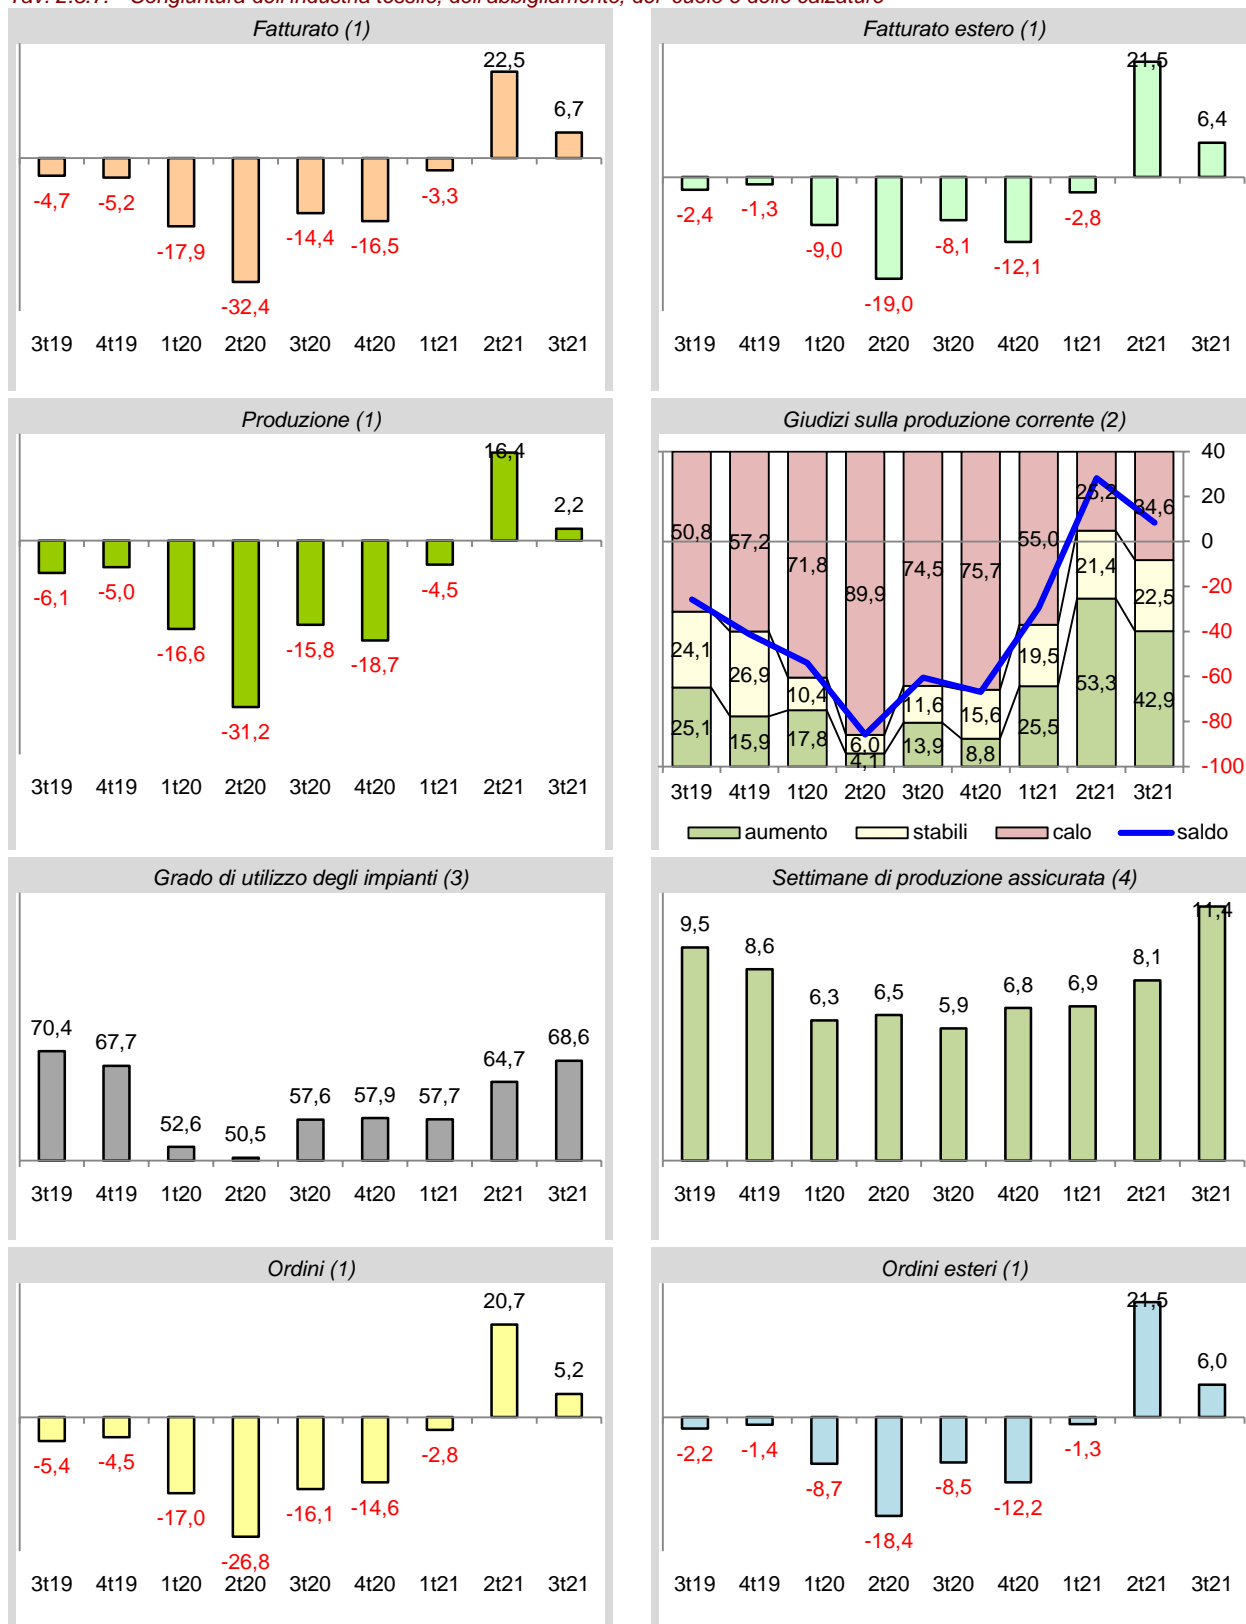 Fatturato (1)
22,5
6,7
-4,7 -5,2 -17,9 -32,4 -14,4 -16,5 -3,3
3t19 4t19 1t20 2t20 3t20 4t20 1t21 2t21 3t21
Fatturato estero (1)
21,5
6,4
-2,4 -1,3 -9,0 -19,0 -8,1 -12,1 -2,8
3t19 4t19 1t20 2t20 3t20 4t20 1t21 2t21 3t21
Produzione (1)
16,4
2,2
-6,1 -5,0 -16,6 -31,2 -15,8 -18,7 -4,5
3t19 4t19 1t20 2t20 3t20 4t20 1t21 2t21 3t21
Giudizi sulla produzione corrente (2)
50,8 57,2 71,8 89,9 74,5 75,7 55,0 25,2 34,6
24,1 26,9 10,4 6,0 11,6 15,6 19,5 21,4 22,5
25,1 15,9 17,8 4,1 13,9 8,8 25,5 53,3 42,9
40
20
0
-20
-40
-60
-80
-100
3t19 4t19 1t20 2t20 3t20 4t20 1t21 2t21 3t21
aumento stabili calo saldo
Grado di utilizzo degli impianti (3)
70,4 67,7 52,6 50,5 57,6 57,9 57,7 64,7 68,6
3t19 4t19 1t20 2t20 3t20 4t20 1t21 2t21 3t21
Settimane di produzione assicurata (4)
9,5 8,6 6,3 6,5 5,9 6,8 6,9 8,1 11,4
3t19 4t19 1t20 2t20 3t20 4t20 1t21 2t21 3t21
Ordini (1)
20,7
5,2
-5,4 -4,5 -17,0 -26,8 -16,1 -14,6 -2,8
3t19 4t19 1t20 2t20 3t20 4t20 1t21 2t21 3t21
Ordini esteri (1)
21,5
6,0
-2,2 -1,4 -8,7 -18,4 -8,5 -12,2 -1,3
3t19 4t19 1t20 2t20 3t20 4t20 1t21 2t21 3t21